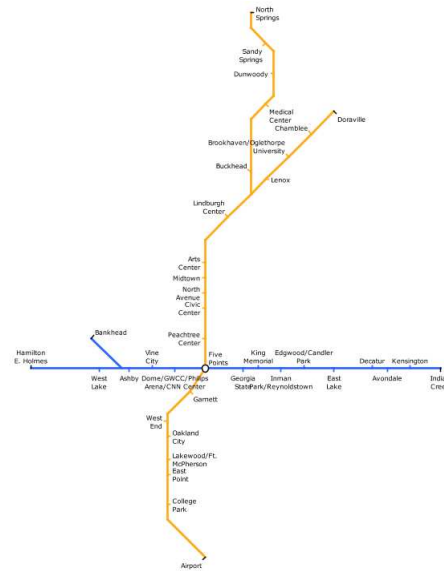 North
Springs
Sandy
Springs
Dunwoody
Medical
Center
Chamblee
Doraville
Brookhaven/Oglethorpe
University
Buckhead
Lenox
Lindburgh
Center
Arts
Center
Midtown
North
Avenue
Civic
Center
Peachtree
Center
Bankhead
Five
Points
Hamilton
E. Holmes
Vine
City
King
Memorial
Edgwood/Candler
Park
Decatur
Kensington
West
Lake
Ashby
Dome/GWCC/Philips
Arena/CNN Center
Georgia
State
Inman
Park/Reynoldstown
East
Lake
Avondale
Indian
Creek
Garnett
West
End
Oakland
City
Lakewood/Ft.
McPherson
East
Point
College
Park
Airport